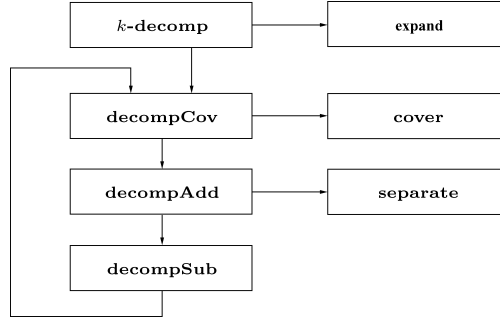 k-decomp
expand
decompCov
cover
decompAdd
separate
decompSub